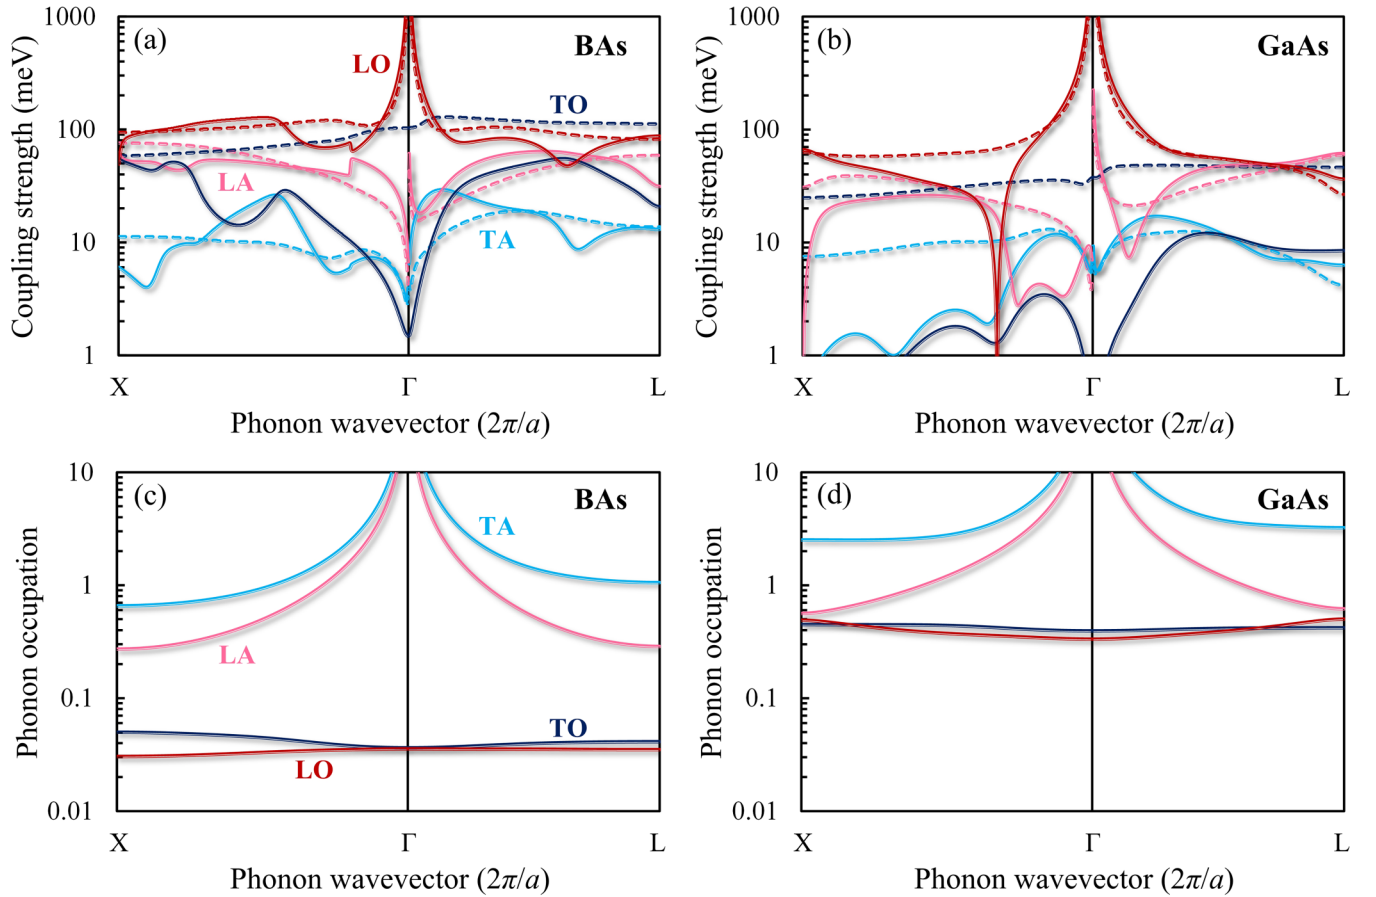 Coupling strength (meV)
1000
100
10
1
(a)
BAs
LO
TO
LA
TA
X
Γ
L
Phonon wavevector (2π/a)
Coupling strength (meV)
1000
100
10
1
(b)
GaAs
X
Γ
L
Phonon wavevector (2π/a)
Phonon occupation
10
1
0.1
0.01
(c)
BAs
TA
LA
TO
LO
X
Γ
L
Phonon wavevector (2π/a)
Phonon occupation
10
1
0.1
0.01
(d)
GaAs
X
Γ
L
Phonon wavevector (2π/a)